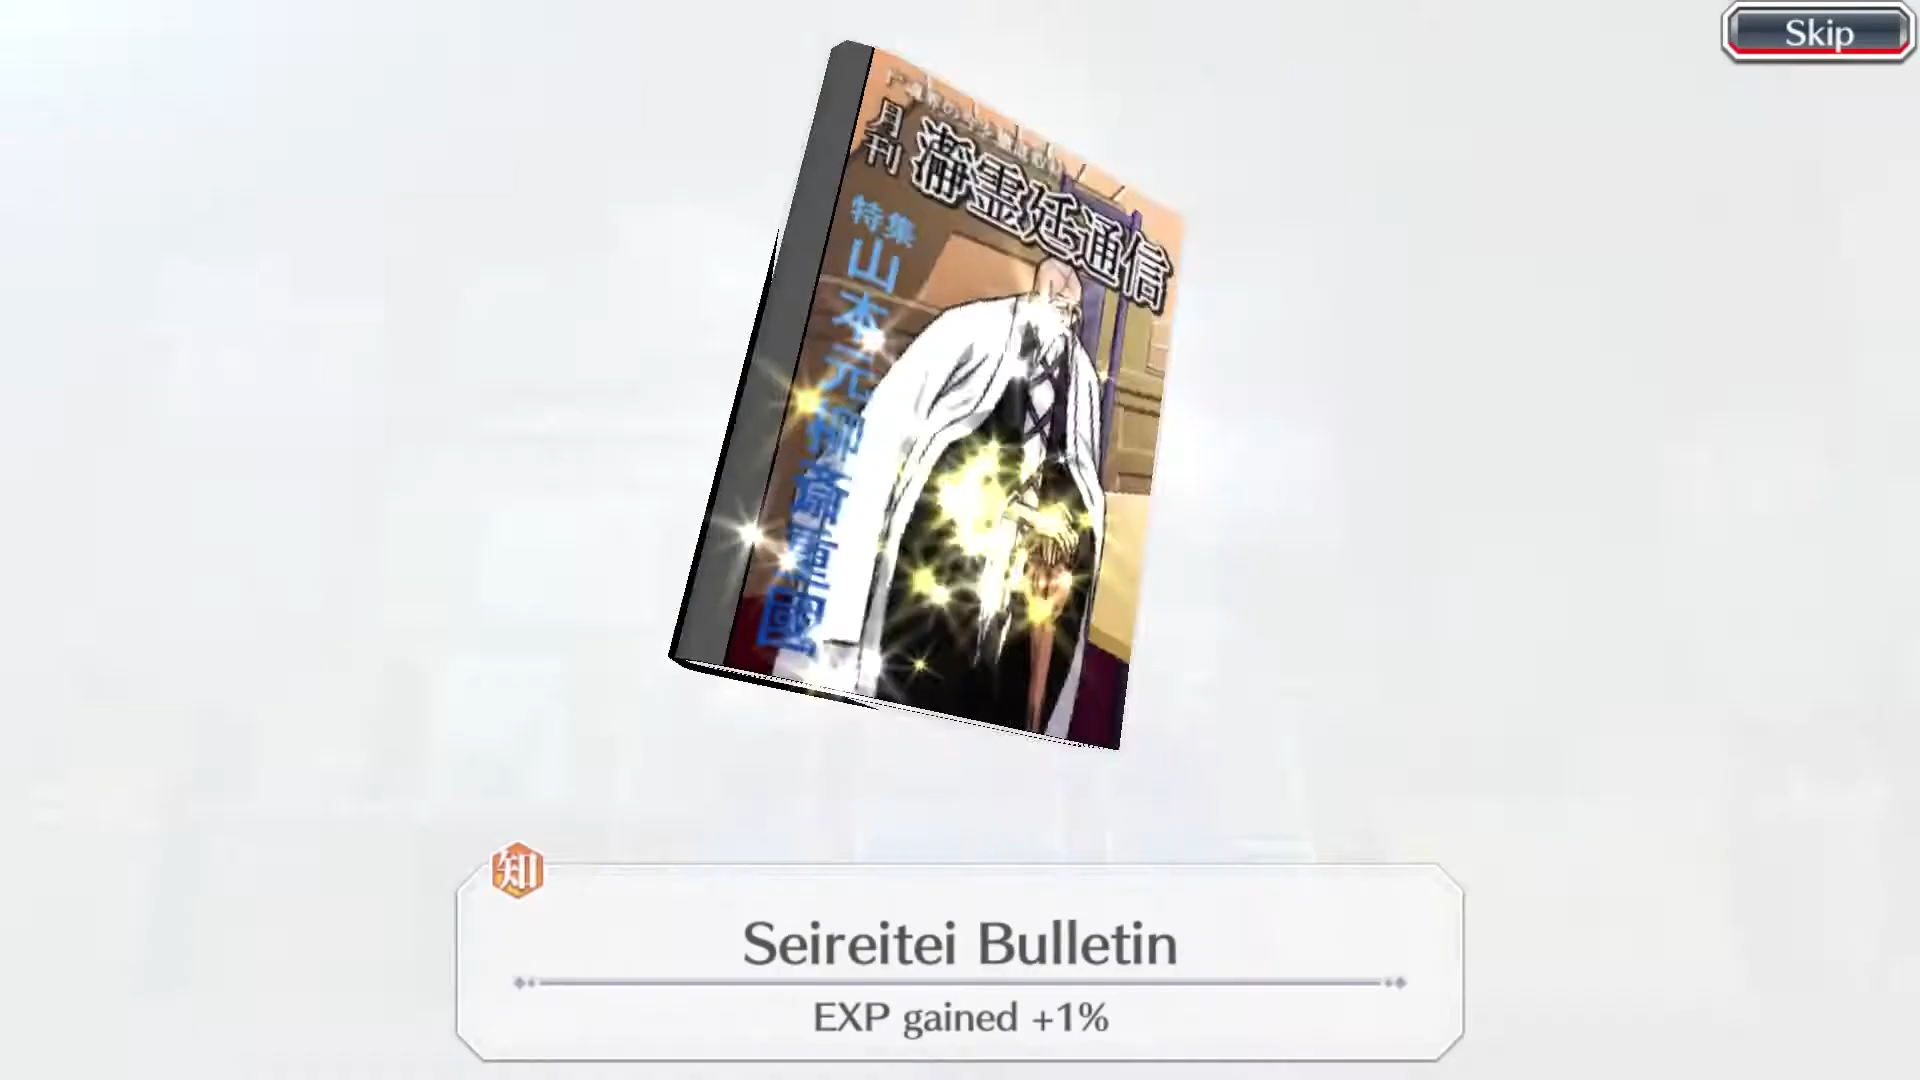 Skip
月刊
瀞霊廷通信
特集
山本元柳斎重國
知
Seireitei Bulletin
EXP gained +1%